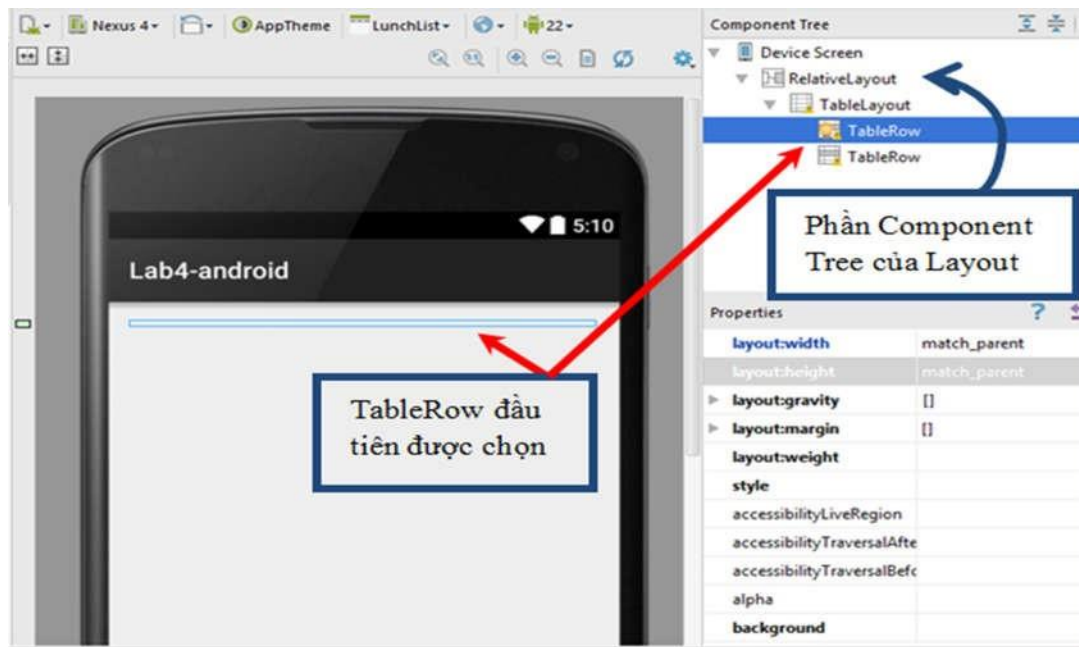 Nexus 4 AppTheme LunchList 22
Component Tree
Device Screen
RelativeLayout
TableLayout
TableRow
TableRow
Phần Component
Tree của Layout
5:10
Lab4-android
TableRow đầu
tiên được chọn
Properties ?
layout:width match_parent
layout:height match_parent
layout:gravity []
layout:margin []
layout:weight
style
accessibilityLiveRegion
accessibilityTraversalAfte
accessibilityTraversalBefc
alpha
background